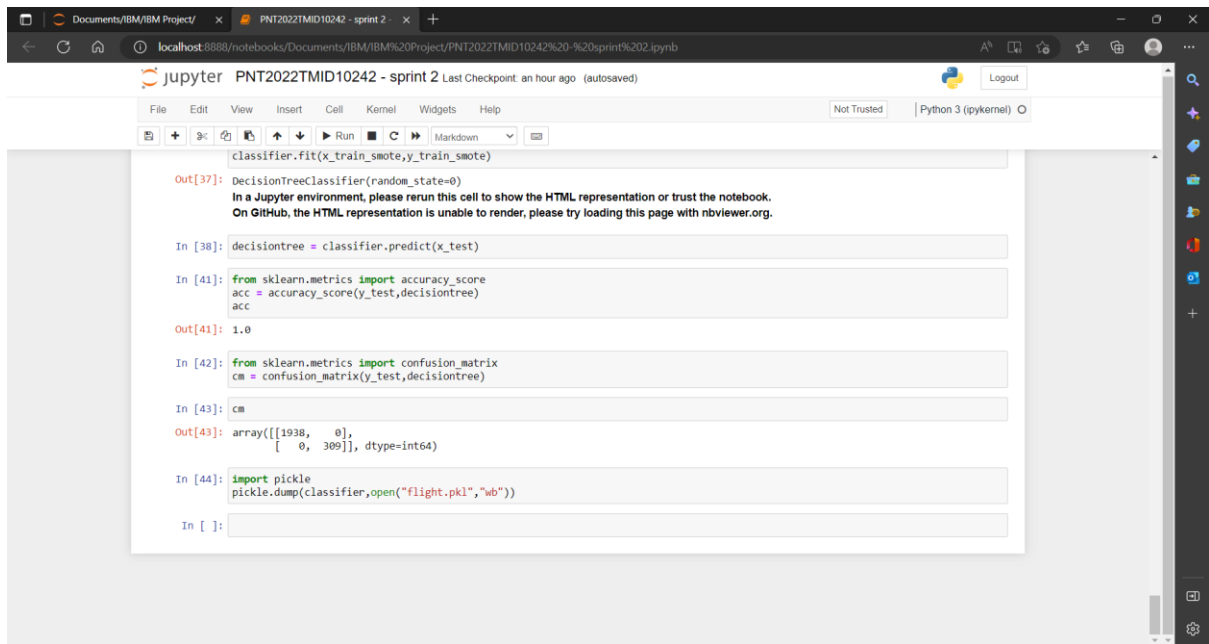 Documents/IBM/IBM Project/
PNT2022TMID10242 - sprint 2 -
localhost:8888/notebooks/Documents/IBM/IBM%20Project/PNT2022TMID10242%20-%20sprint%202.ipynb
jupyter PNT2022TMID10242 - sprint 2 Last Checkpoint: an hour ago (autosaved)
Logout
File Edit View Insert Cell Kernel Widgets Help
Not Trusted
Python 3 (ipykernel)
Run
Markdown
classifier.fit(x_train_smote,y_train_smote)
Out[37]: DecisionTreeClassifier(random_state=0)
In a Jupyter environment, please rerun this cell to show the HTML representation or trust the notebook.
On GitHub, the HTML representation is unable to render, please try loading this page with nbviewer.org.
In [38]: decisiontree = classifier.predict(x_test)
In [41]: from sklearn.metrics import accuracy_score
acc = accuracy_score(y_test,decisiontree)
acc
Out[41]: 1.0
In [42]: from sklearn.metrics import confusion_matrix
cm = confusion_matrix(y_test,decisiontree)
In [43]: cm
Out[43]: array([[1938, 0],
[ 0, 309]], dtype=int64)
In [44]: import pickle
pickle.dump(classifier,open("flight.pkl","wb"))
In [ ]: